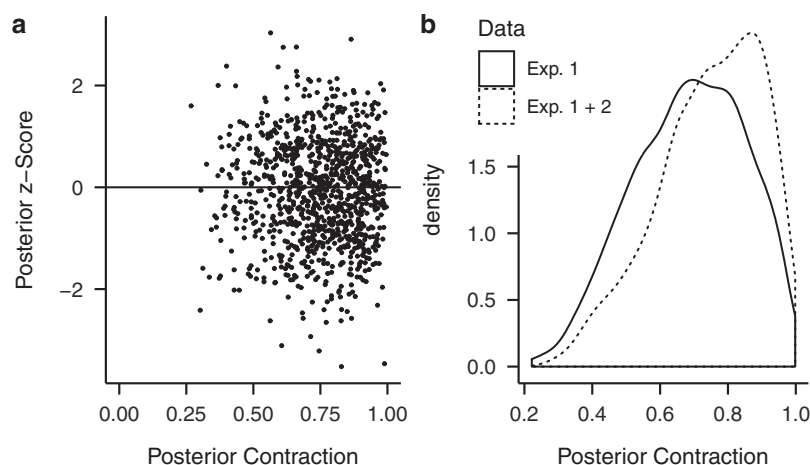 a
Posterior z−Score
2
0
−2
0.00 0.25 0.50 0.75 1.00
Posterior Contraction
b
Data
Exp. 1
Exp. 1 + 2
density
1.5
1.0
0.5
0.0
0.2 0.4 0.6 0.8 1.0
Posterior Contraction